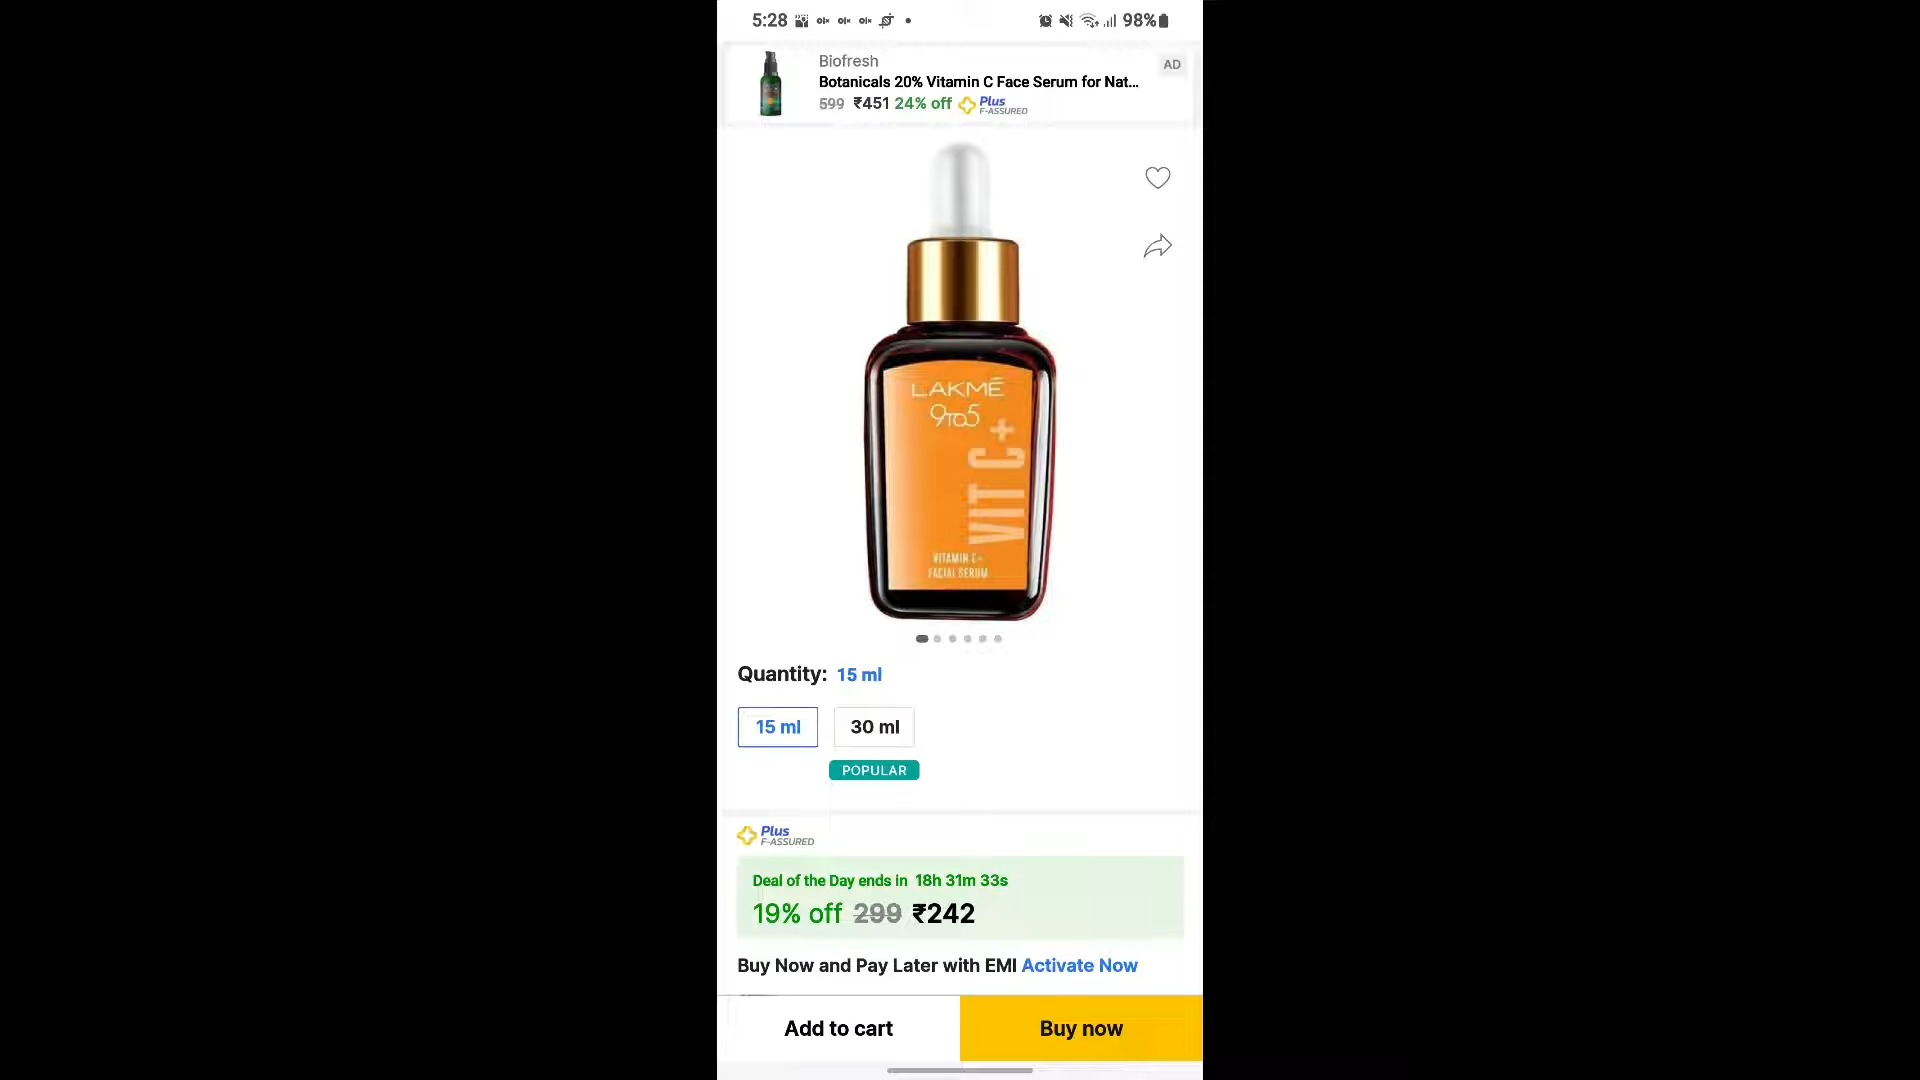 5:28
98%
Biofresh
AD
Botanicals 20% Vitamin C Face Serum for Nat...
599 ₹451 24% off Plus F-ASSURED
LAKMÉ
9TO5
VIT C+
VITAMIN C+
FACIAL SERUM
Quantity: 15 ml
15 ml 30 ml
POPULAR
Plus
F-ASSURED
Deal of the Day ends in 18h 31m 33s
19% off 299 ₹242
Buy Now and Pay Later with EMI Activate Now
Add to cart Buy now